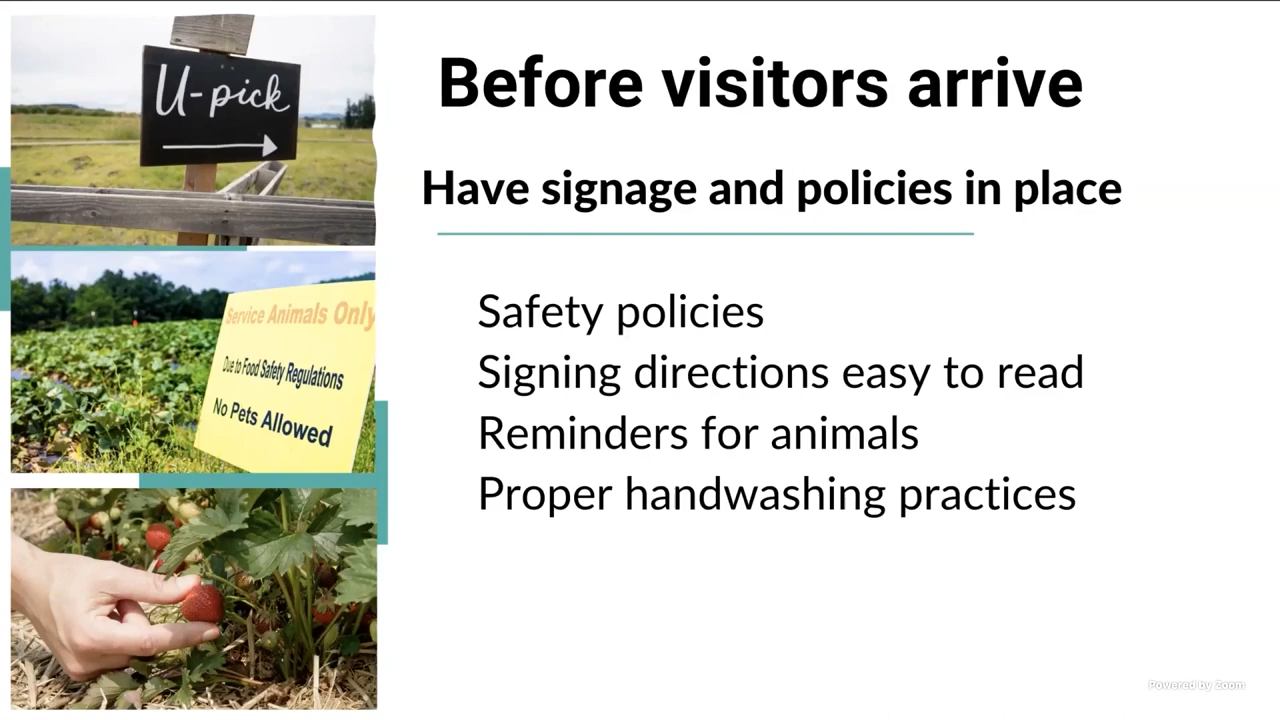 U-pick
Service Animals Only
Due to Food Safety Regulations
No Pets Allowed
Before visitors arrive
Have signage and policies in place
Safety policies
Signing directions easy to read
Reminders for animals
Proper handwashing practices
Powered by Zoom